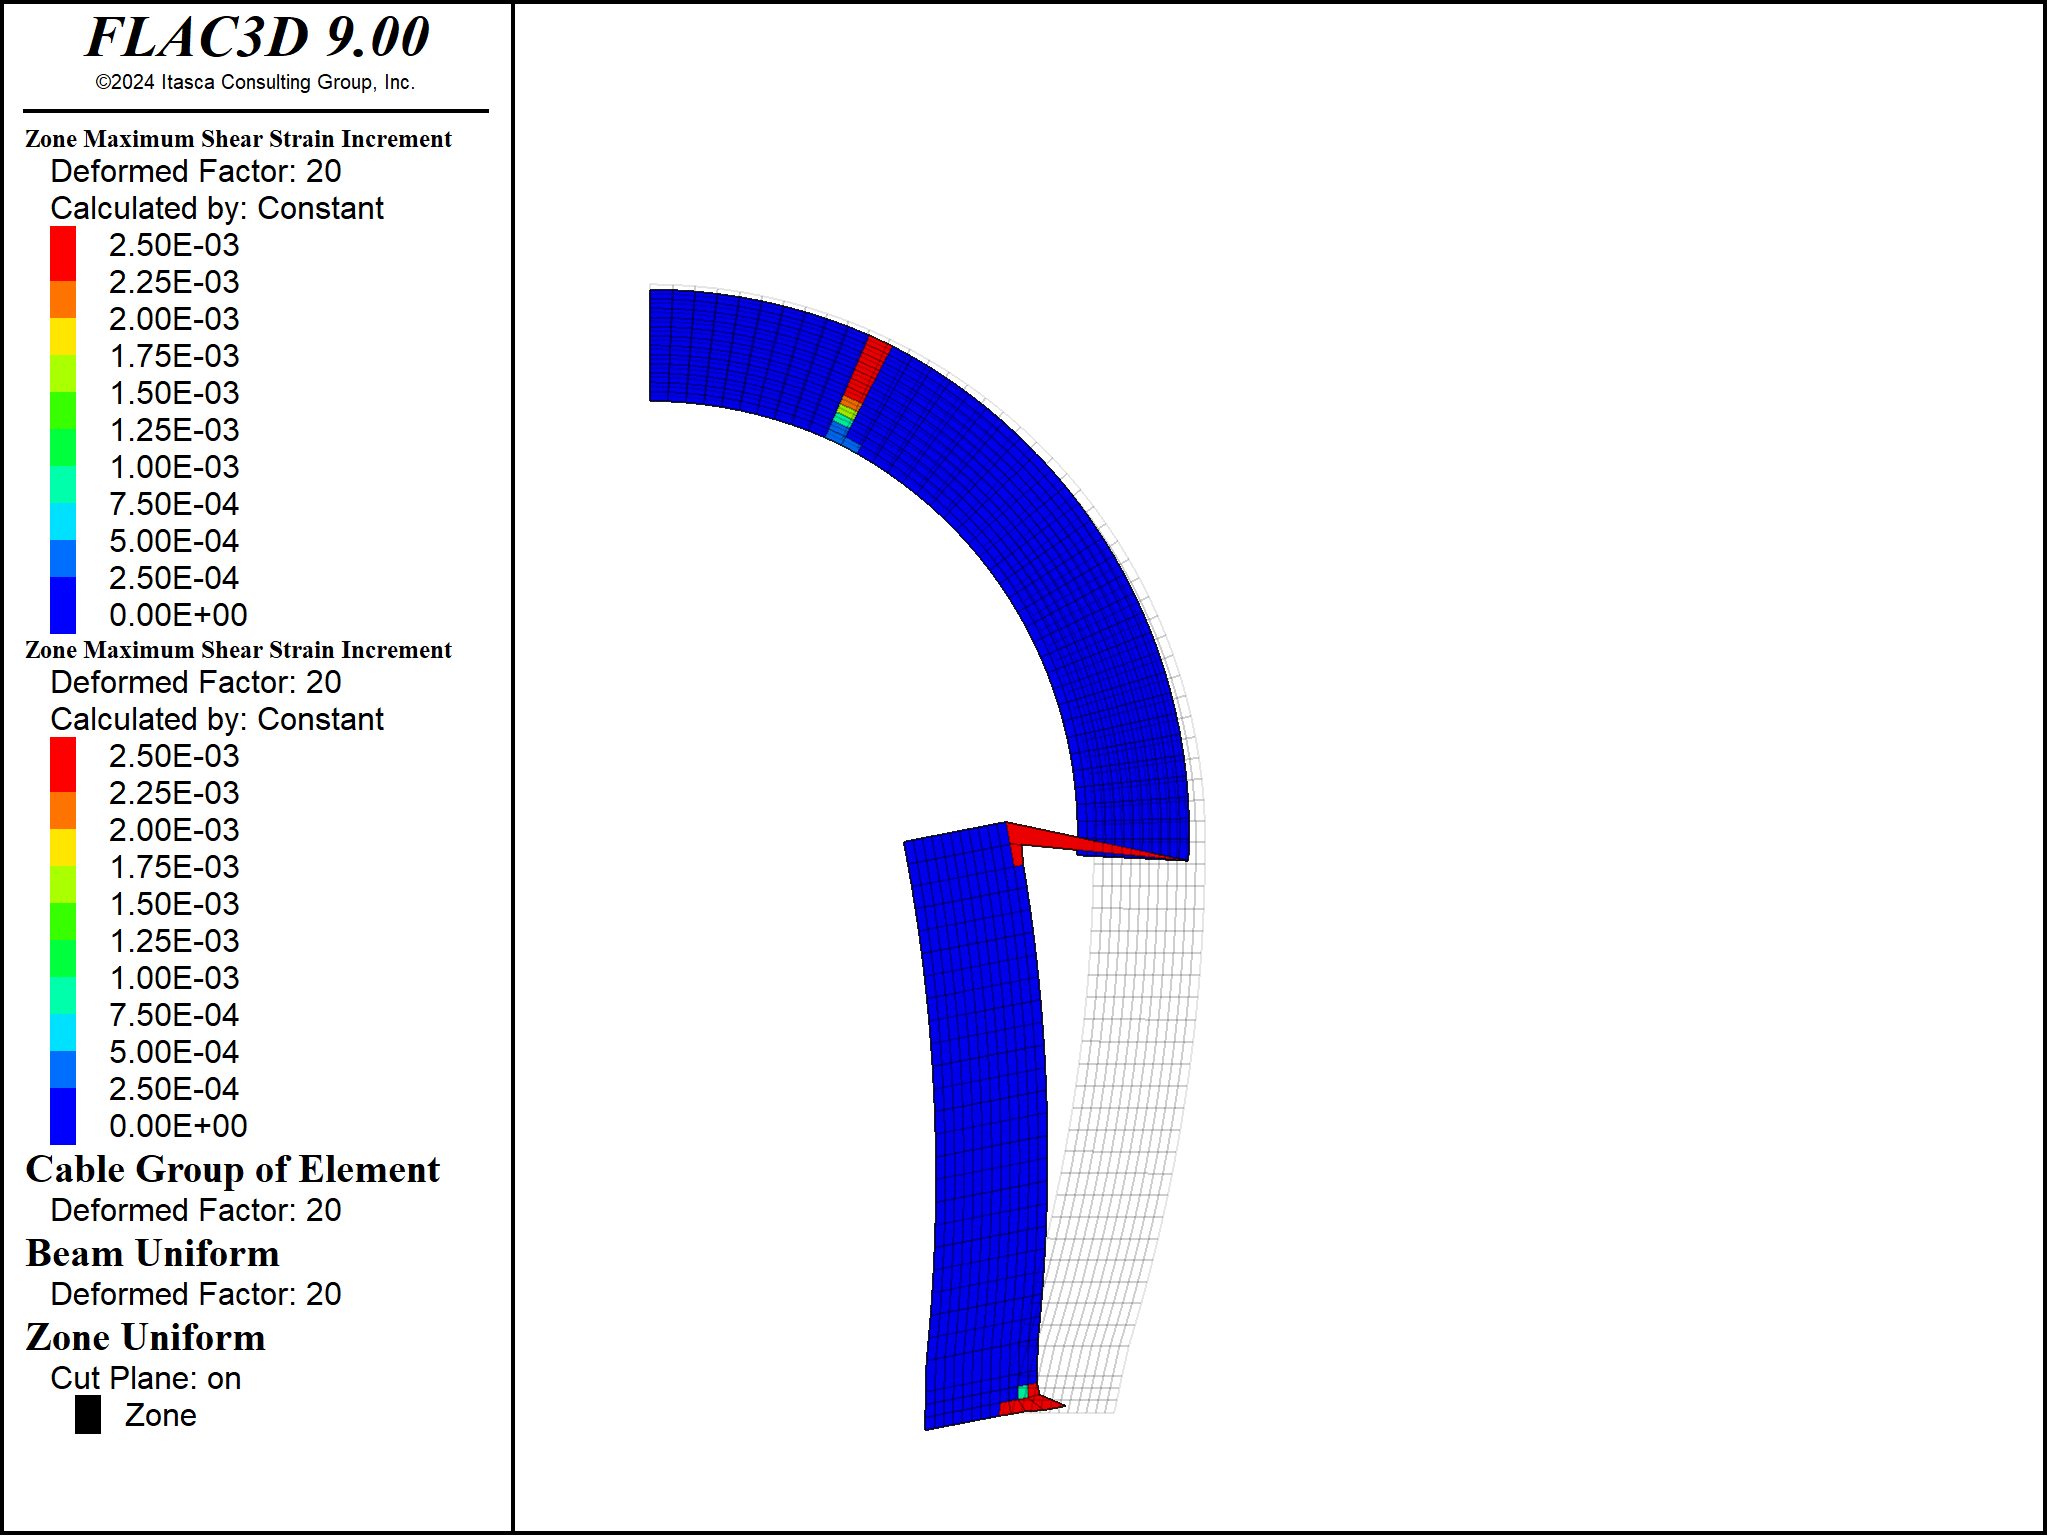 FLAC3D 9.00
©2024 Itasca Consulting Group, Inc.
Zone Maximum Shear Strain Increment
Deformed Factor: 20
Calculated by: Constant
2.50E-03
2.25E-03
2.00E-03
1.75E-03
1.50E-03
1.25E-03
1.00E-03
7.50E-04
5.00E-04
2.50E-04
0.00E+00
Zone Maximum Shear Strain Increment
Deformed Factor: 20
Calculated by: Constant
2.50E-03
2.25E-03
2.00E-03
1.75E-03
1.50E-03
1.25E-03
1.00E-03
7.50E-04
5.00E-04
2.50E-04
0.00E+00
Cable Group of Element
Deformed Factor: 20
Beam Uniform
Deformed Factor: 20
Zone Uniform
Cut Plane: on
Zone